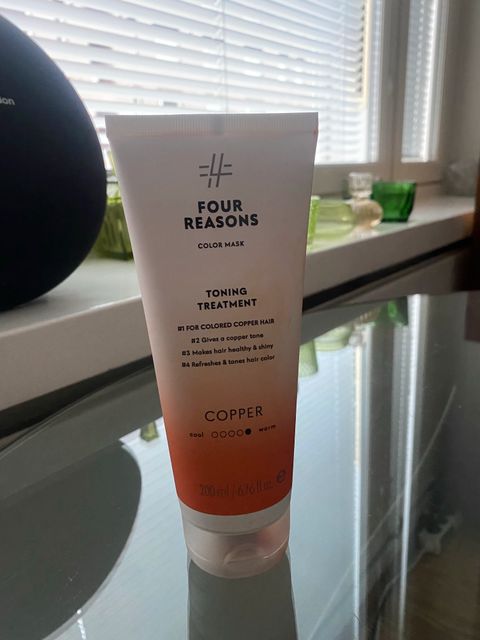 FOUR
REASONS
COLOR MASK
TONING
TREATMENT
#1 FOR COLORED COPPER HAIR
#2 Gives a copper tone
#3 Makes hair healthy & shiny
#4 Refreshes & tones hair color
COPPER
cool warm
200 ml / 6.76 fl.oz. e